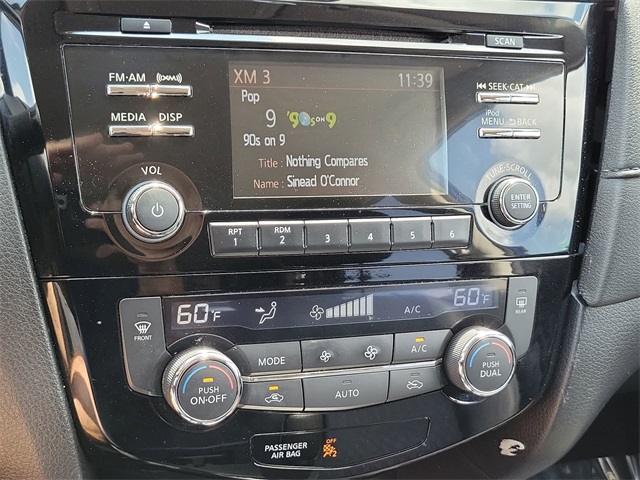 SCAN
FM·AM ((XM))
MEDIA DISP
VOL
XM 3 11:39
Pop
9 '90s ON 9
90s on 9
Title : Nothing Compares
Name : Sinead O'Connor
SEEK·CAT
iPod
MENU BACK
TUNE·SCROLL
ENTER
SETTING
RPT
1
RDM
2
3
4
5
6
60°F A/C 60°F
FRONT
REAR
MODE
A/C
PUSH
ON·OFF
AUTO
PUSH
DUAL
PASSENGER
AIR BAG
OFF
2